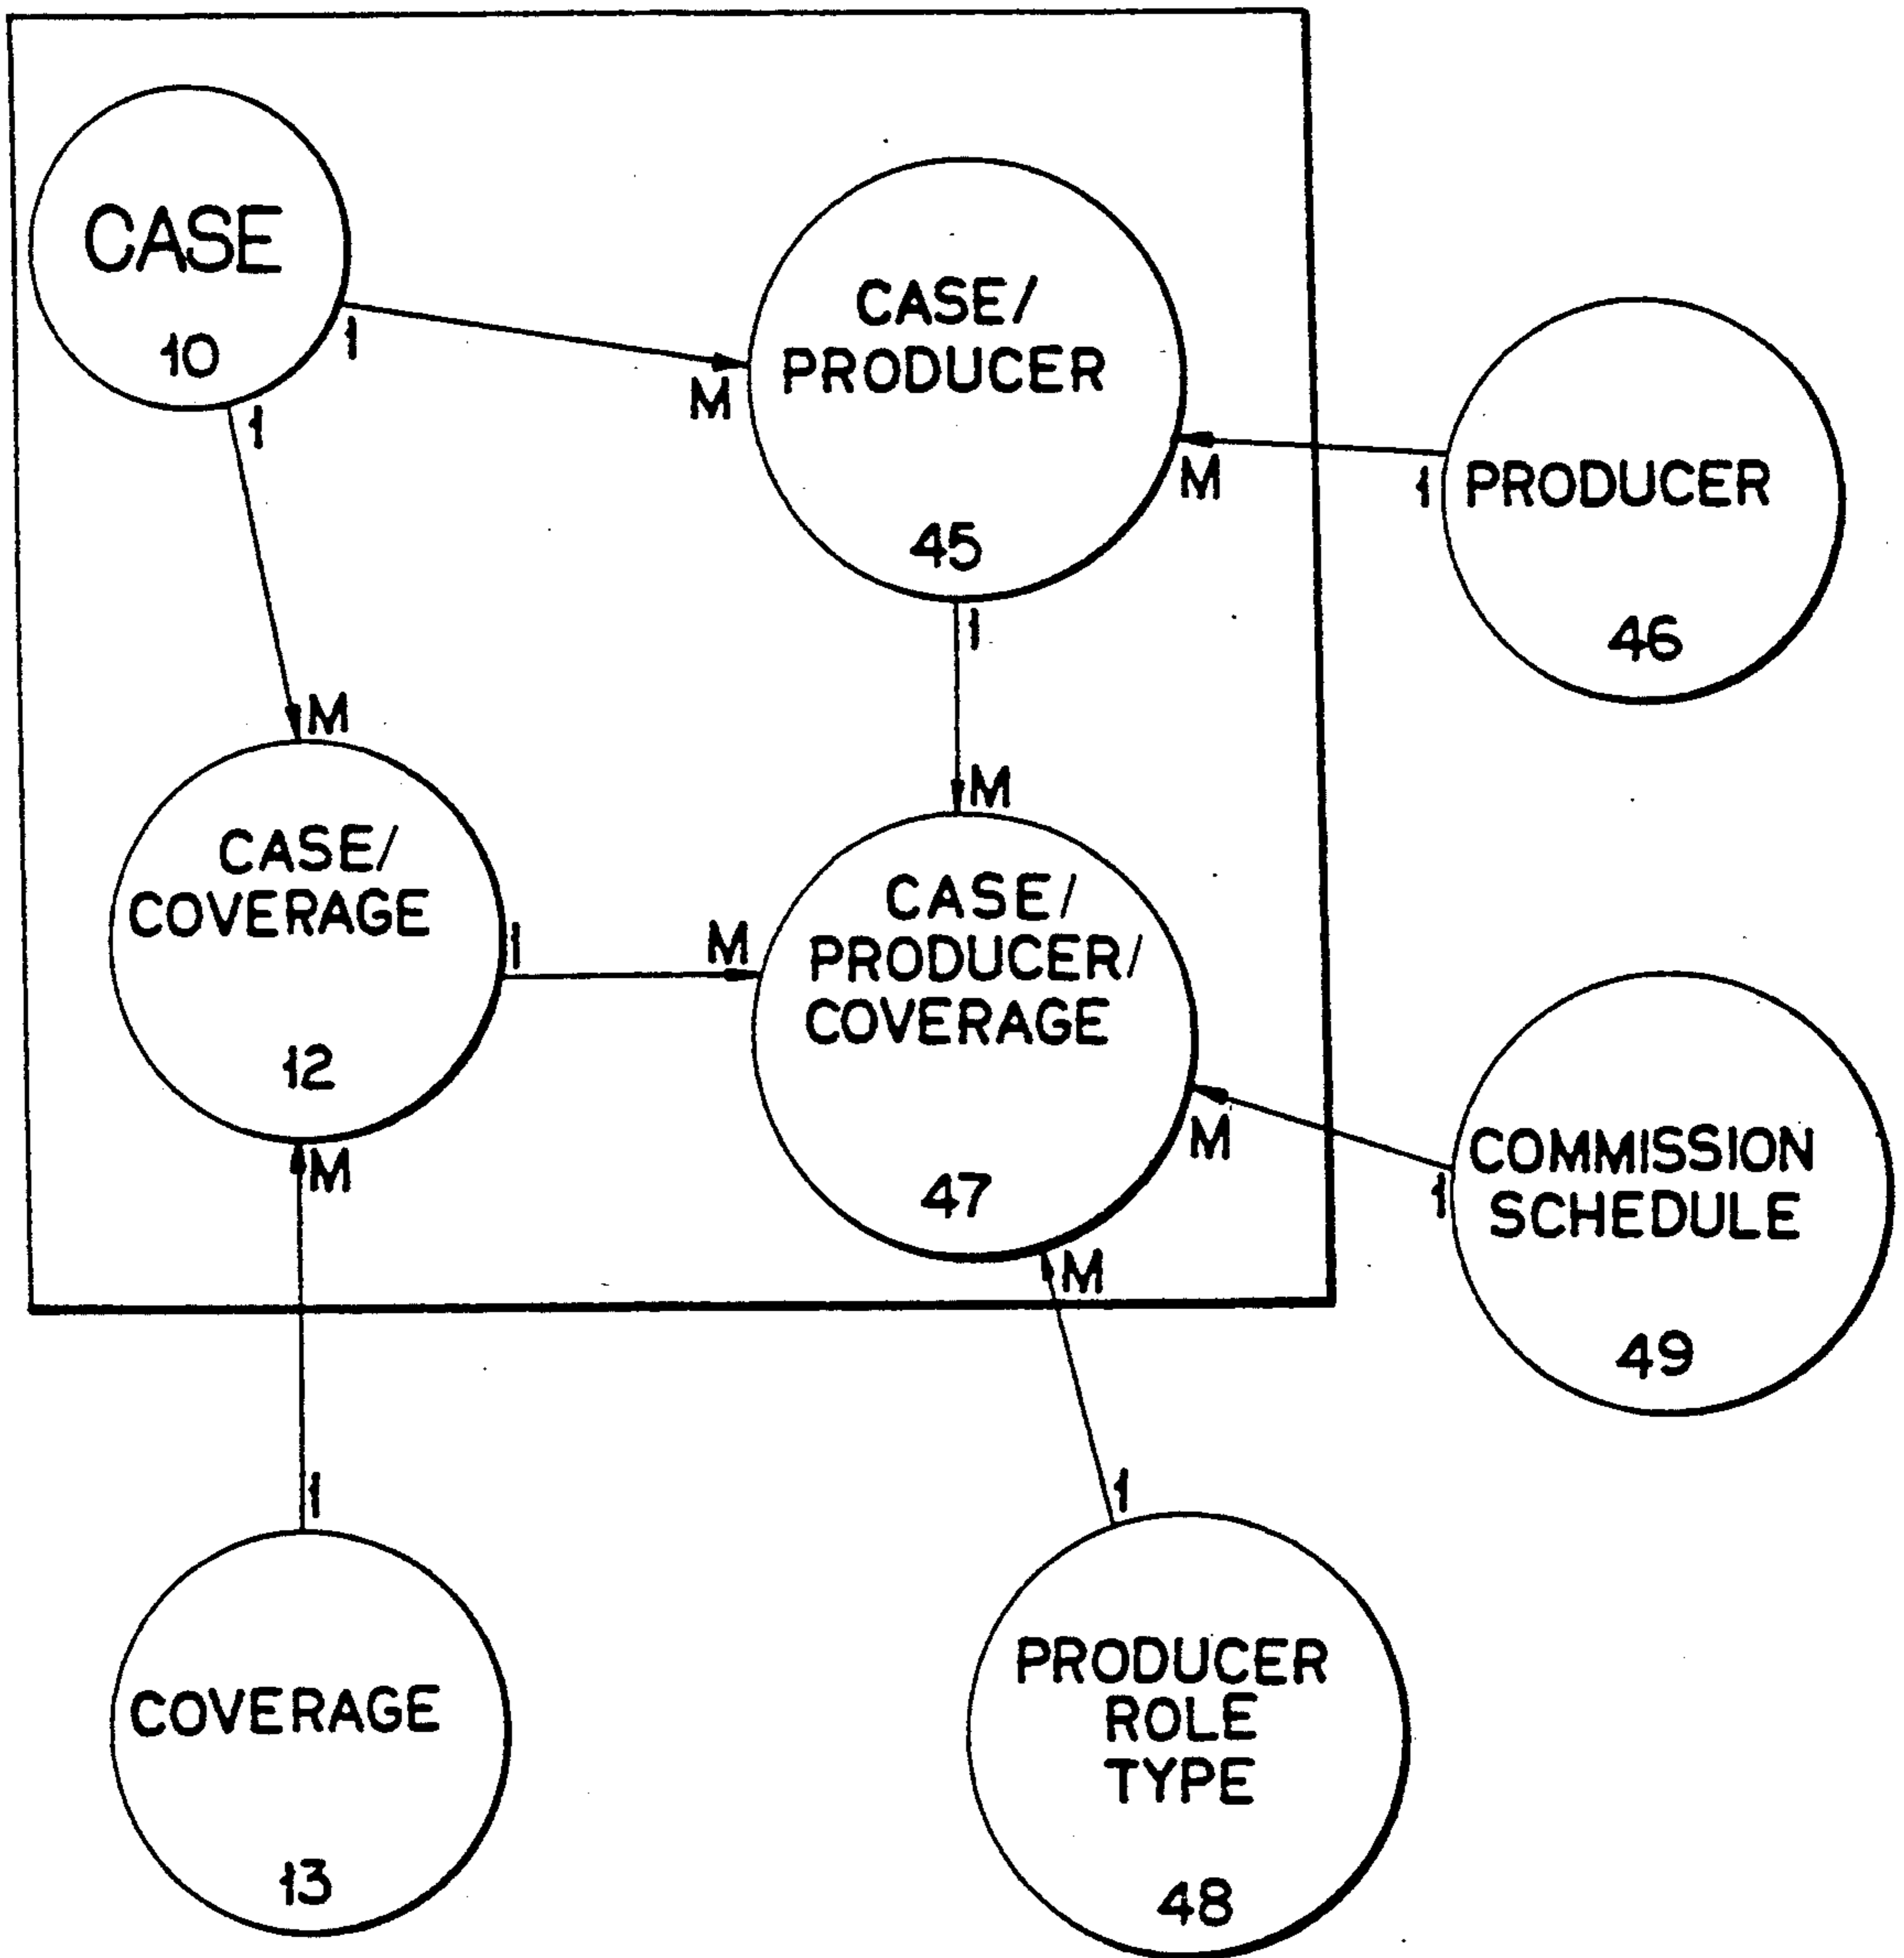 CASE
10
1
1
CASE/
PRODUCER
45
M
M
1
PRODUCER
46
1
M
CASE/
COVERAGE
12
1
M
M
M
CASE/
PRODUCER/
COVERAGE
47
M
M
COMMISSION
SCHEDULE
49
1
1
COVERAGE
13
1
PRODUCER
ROLE
TYPE
48